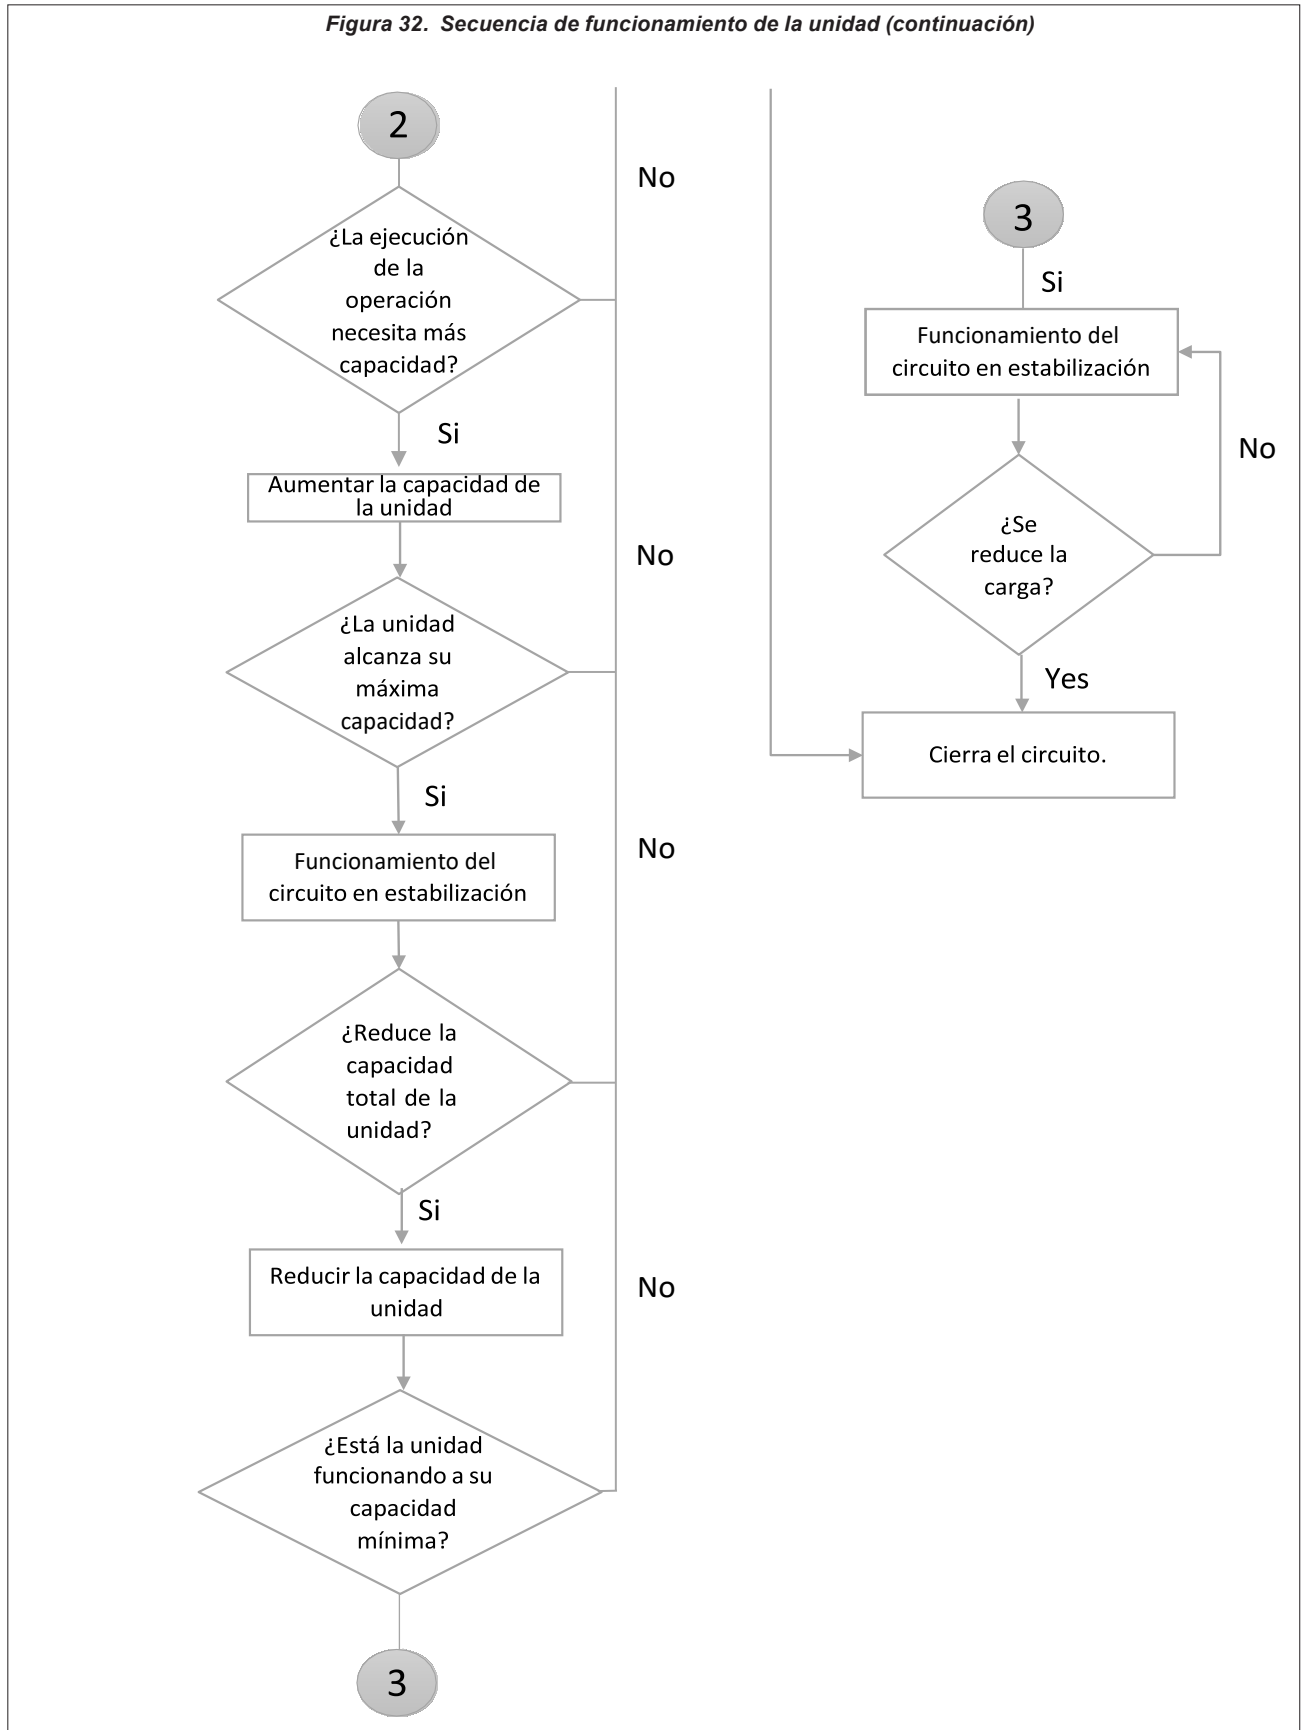 Figura 32. Secuencia de funcionamiento de la unidad (continuación)
2
No
¿La ejecución
de la
operación
necesita más
capacidad?
Si
Aumentar la capacidad de
la unidad
No
¿La unidad
alcanza su
máxima
capacidad?
Si
Funcionamiento del
circuito en estabilización
No
¿Reduce la
capacidad
total de la
unidad?
Si
Reducir la capacidad de la
unidad
No
¿Está la unidad
funcionando a su
capacidad
mínima?
3
3
Si
Funcionamiento del
circuito en estabilización
No
¿Se
reduce la
carga?
Yes
Cierra el circuito.